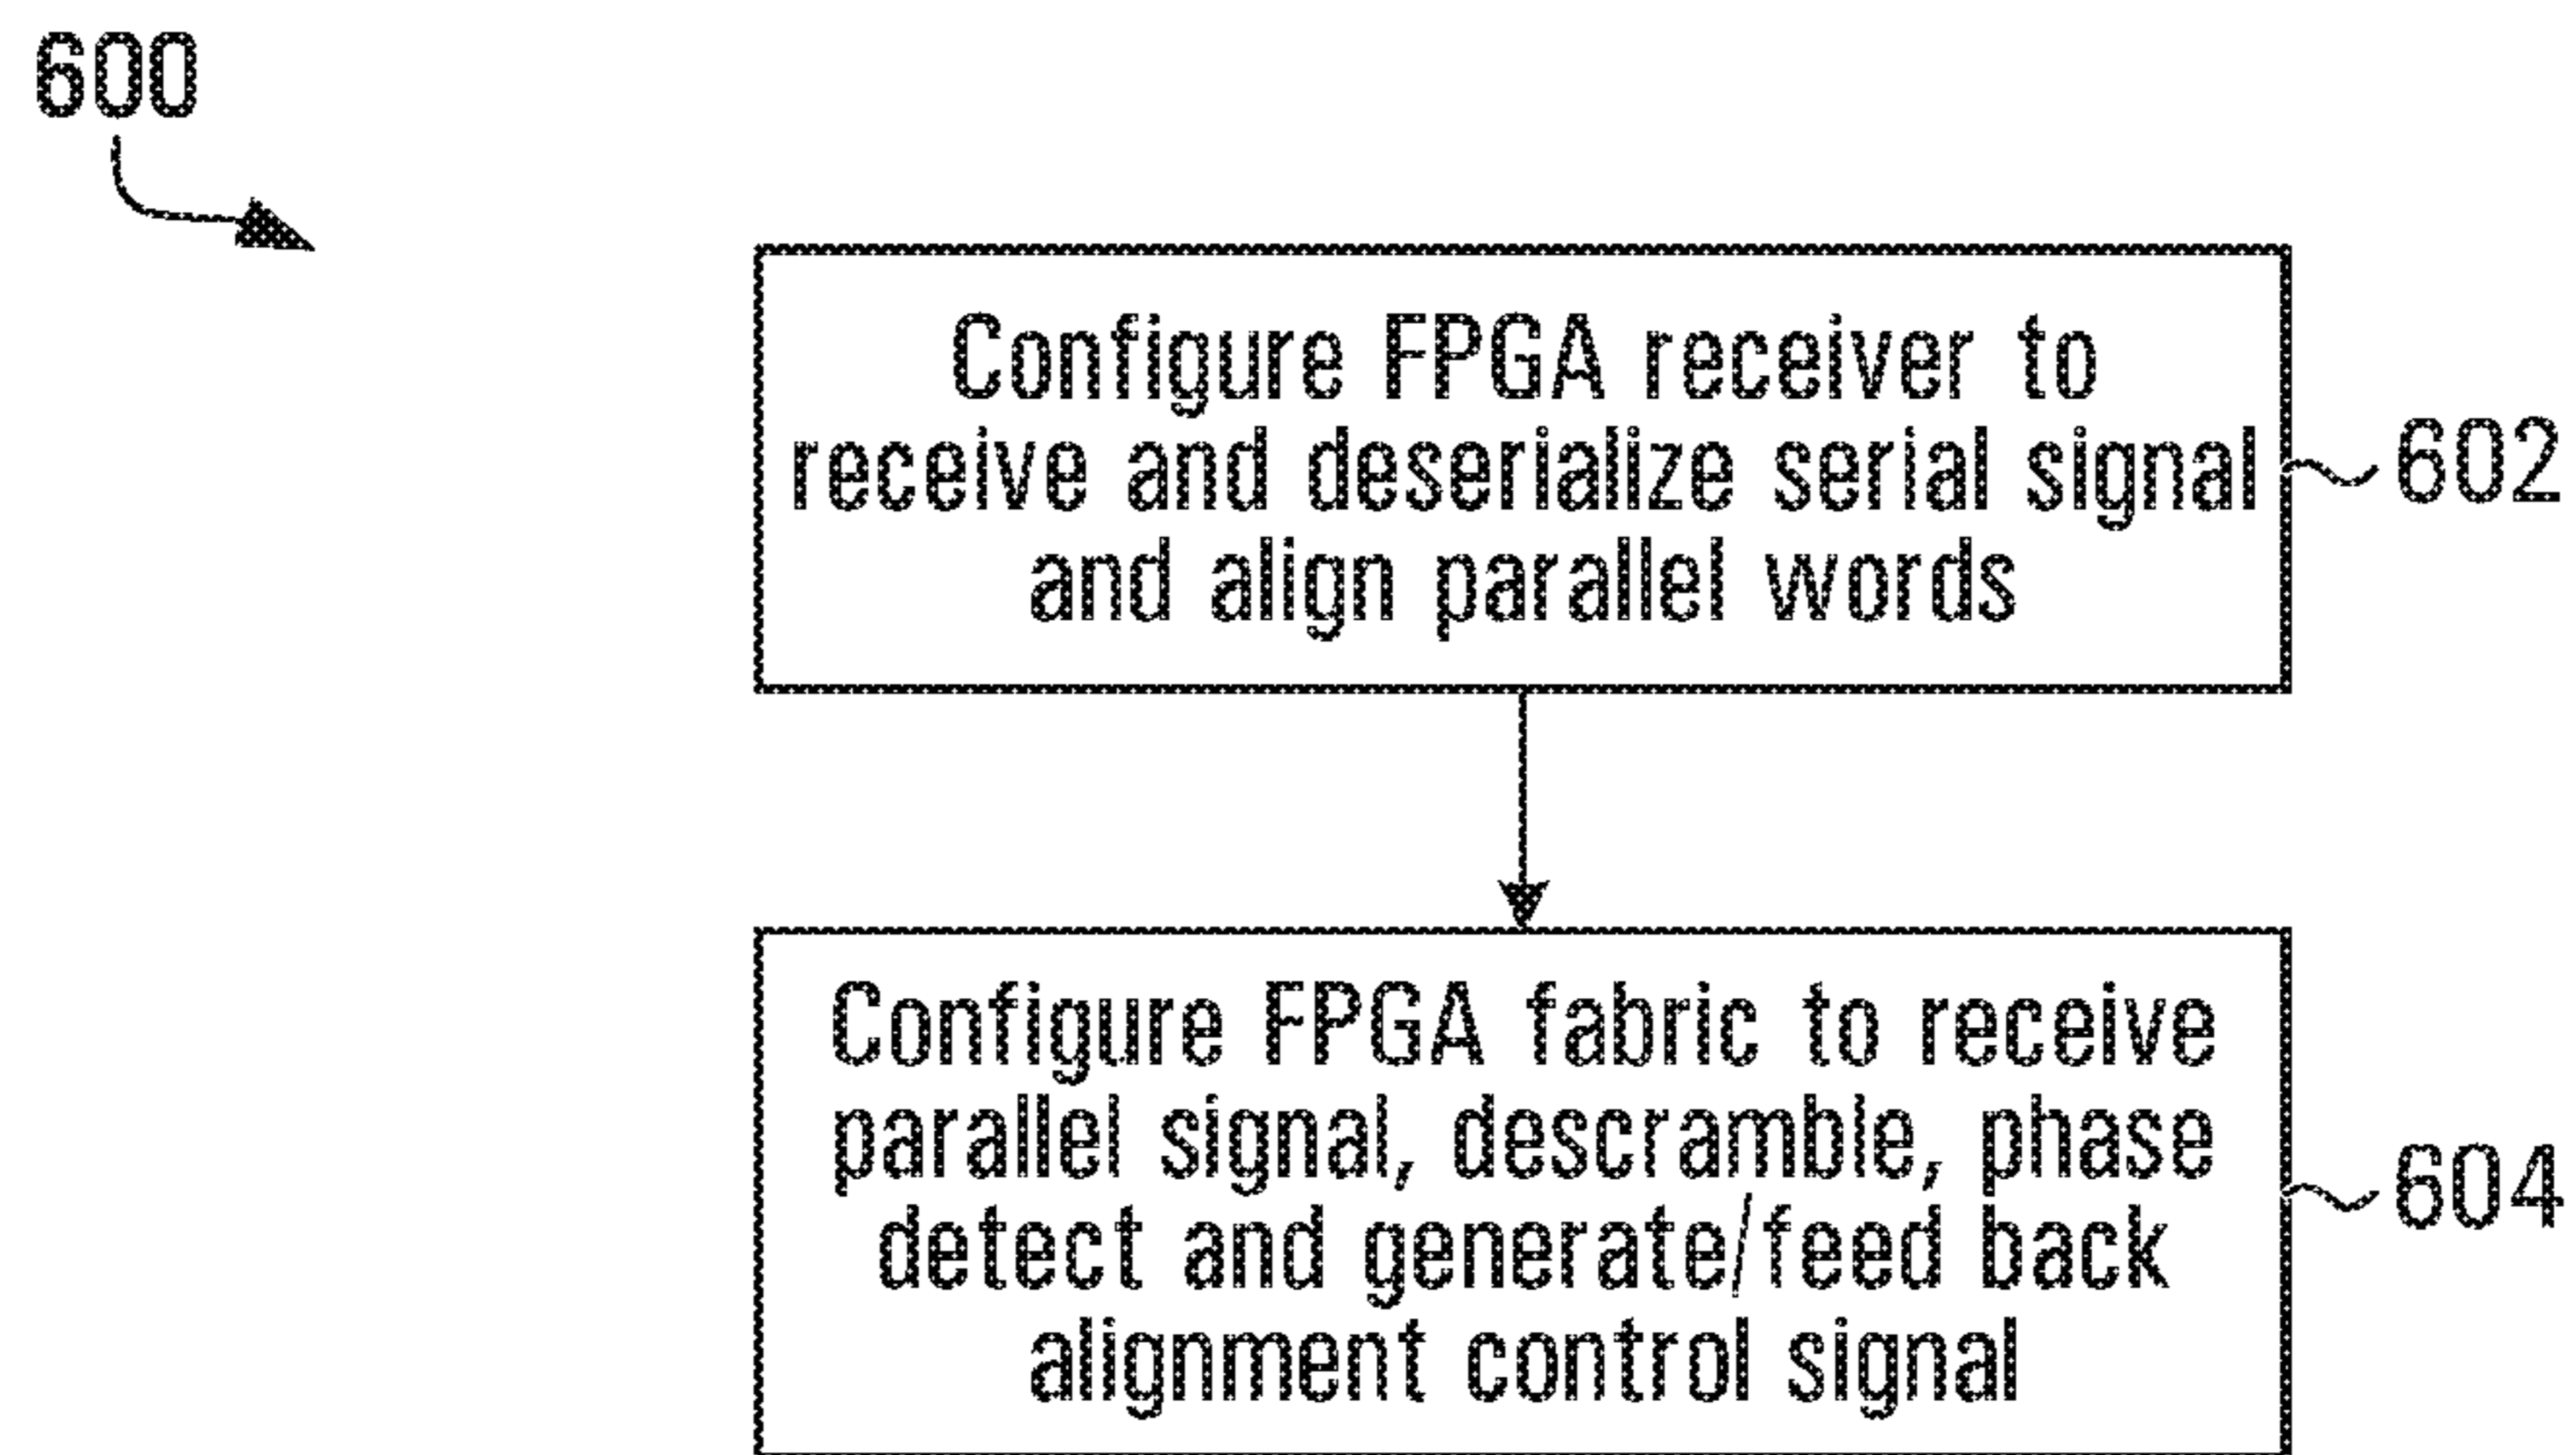 600
Configure FPGA receiver to
receive and deserialize serial signal
and align parallel words
602
Configure FPGA fabric to receive
parallel signal, descramble, phase
detect and generate/feed back
alignment control signal
604